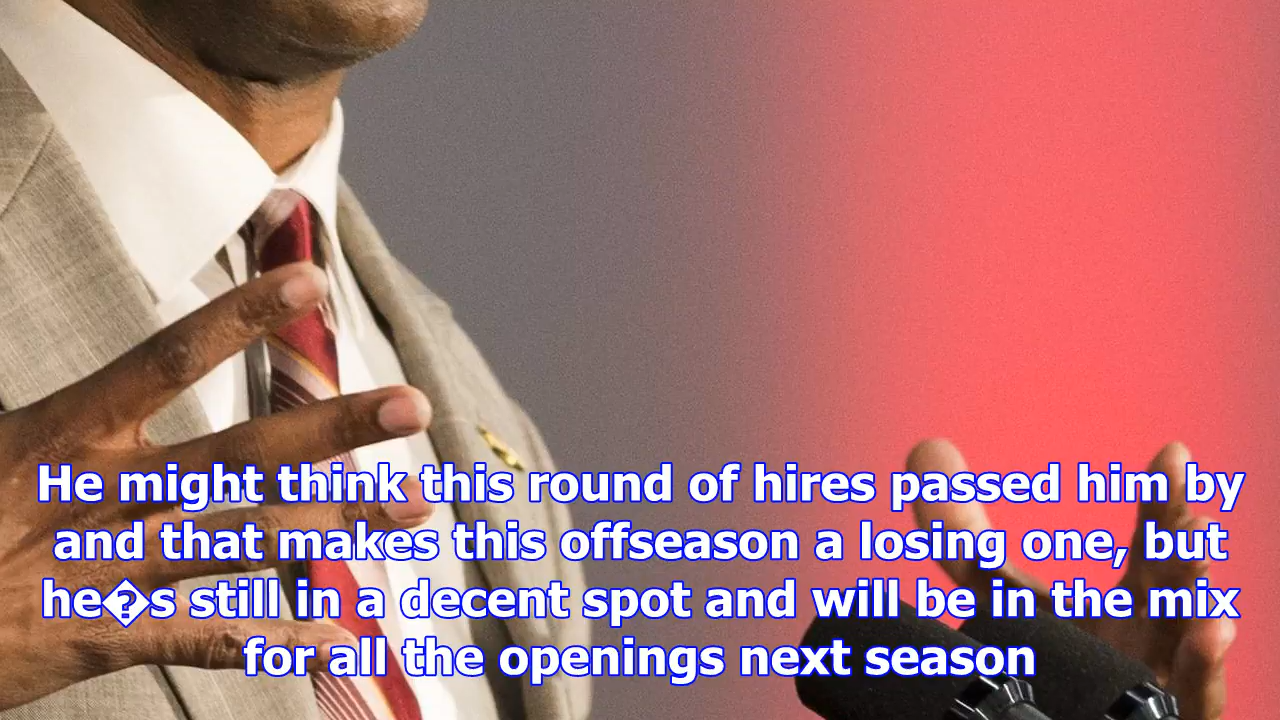 He might think this round of hires passed him by
and that makes this offseason a losing one, but
he�s still in a decent spot and will be in the mix
for all the openings next season